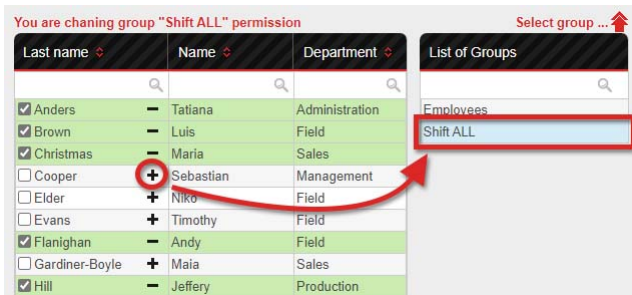 You are chaning group "Shift ALL" permission Select group ...
Last name Name Department List of Groups
Anders Tatiana Administration Employees
Brown Luis Field Shift ALL
Christmas Maria Sales
Cooper Sebastian Management
Elder Niko Field
Evans Timothy Field
Flanighan Andy Field
Gardiner-Boyle Maia Sales
Hill Jeffery Production